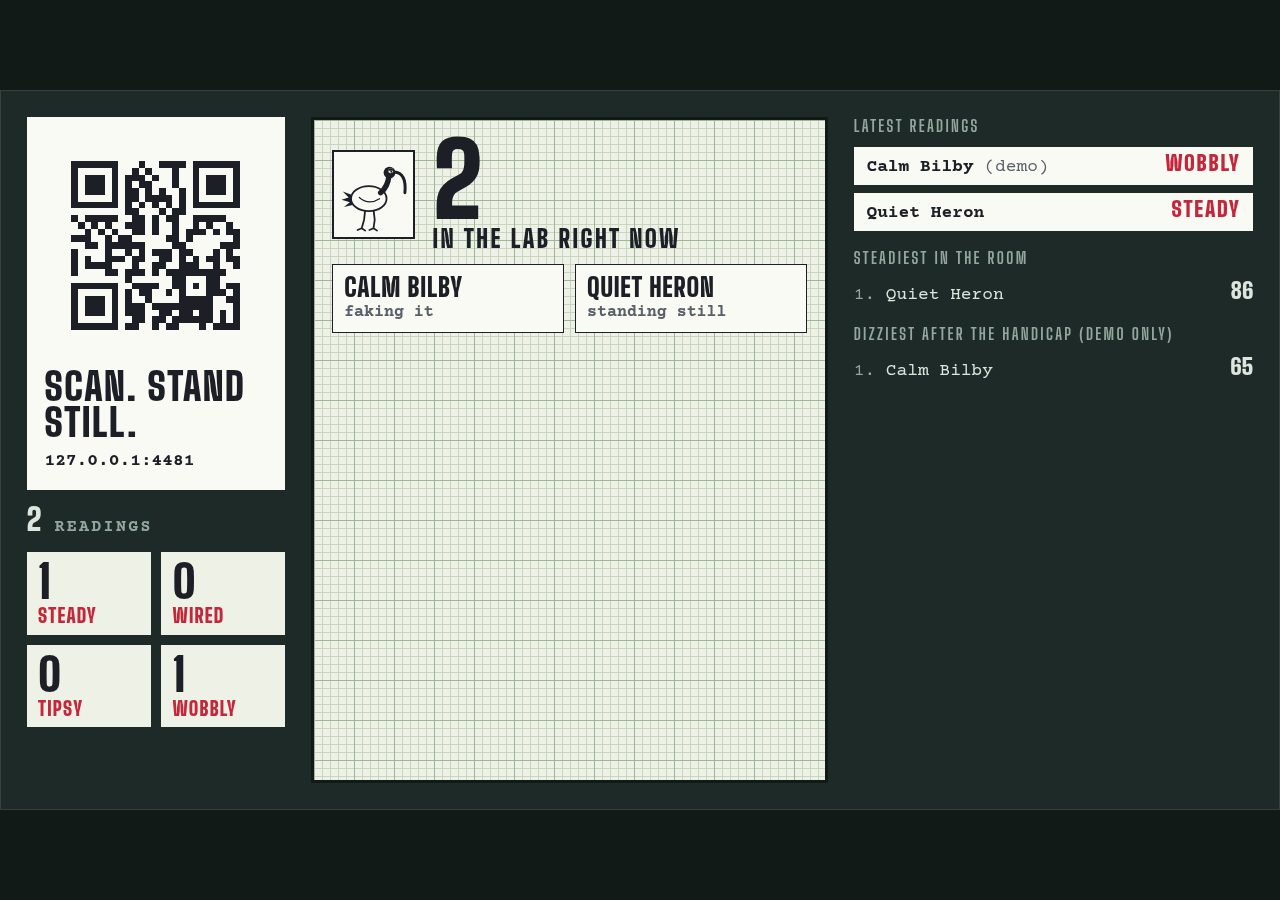 SCAN. STAND
STILL.
127.0.0.1:4481
2 READINGS
1
STEADY
0
WIRED
0
TIPSY
1
WOBBLY
2
IN THE LAB RIGHT NOW
CALM BILBY
faking it
QUIET HERON
standing still
LATEST READINGS
Calm Bilby (demo) WOBBLY
Quiet Heron STEADY
STEADIEST IN THE ROOM
1. Quiet Heron 86
DIZZIEST AFTER THE HANDICAP (DEMO ONLY)
1. Calm Bilby 65